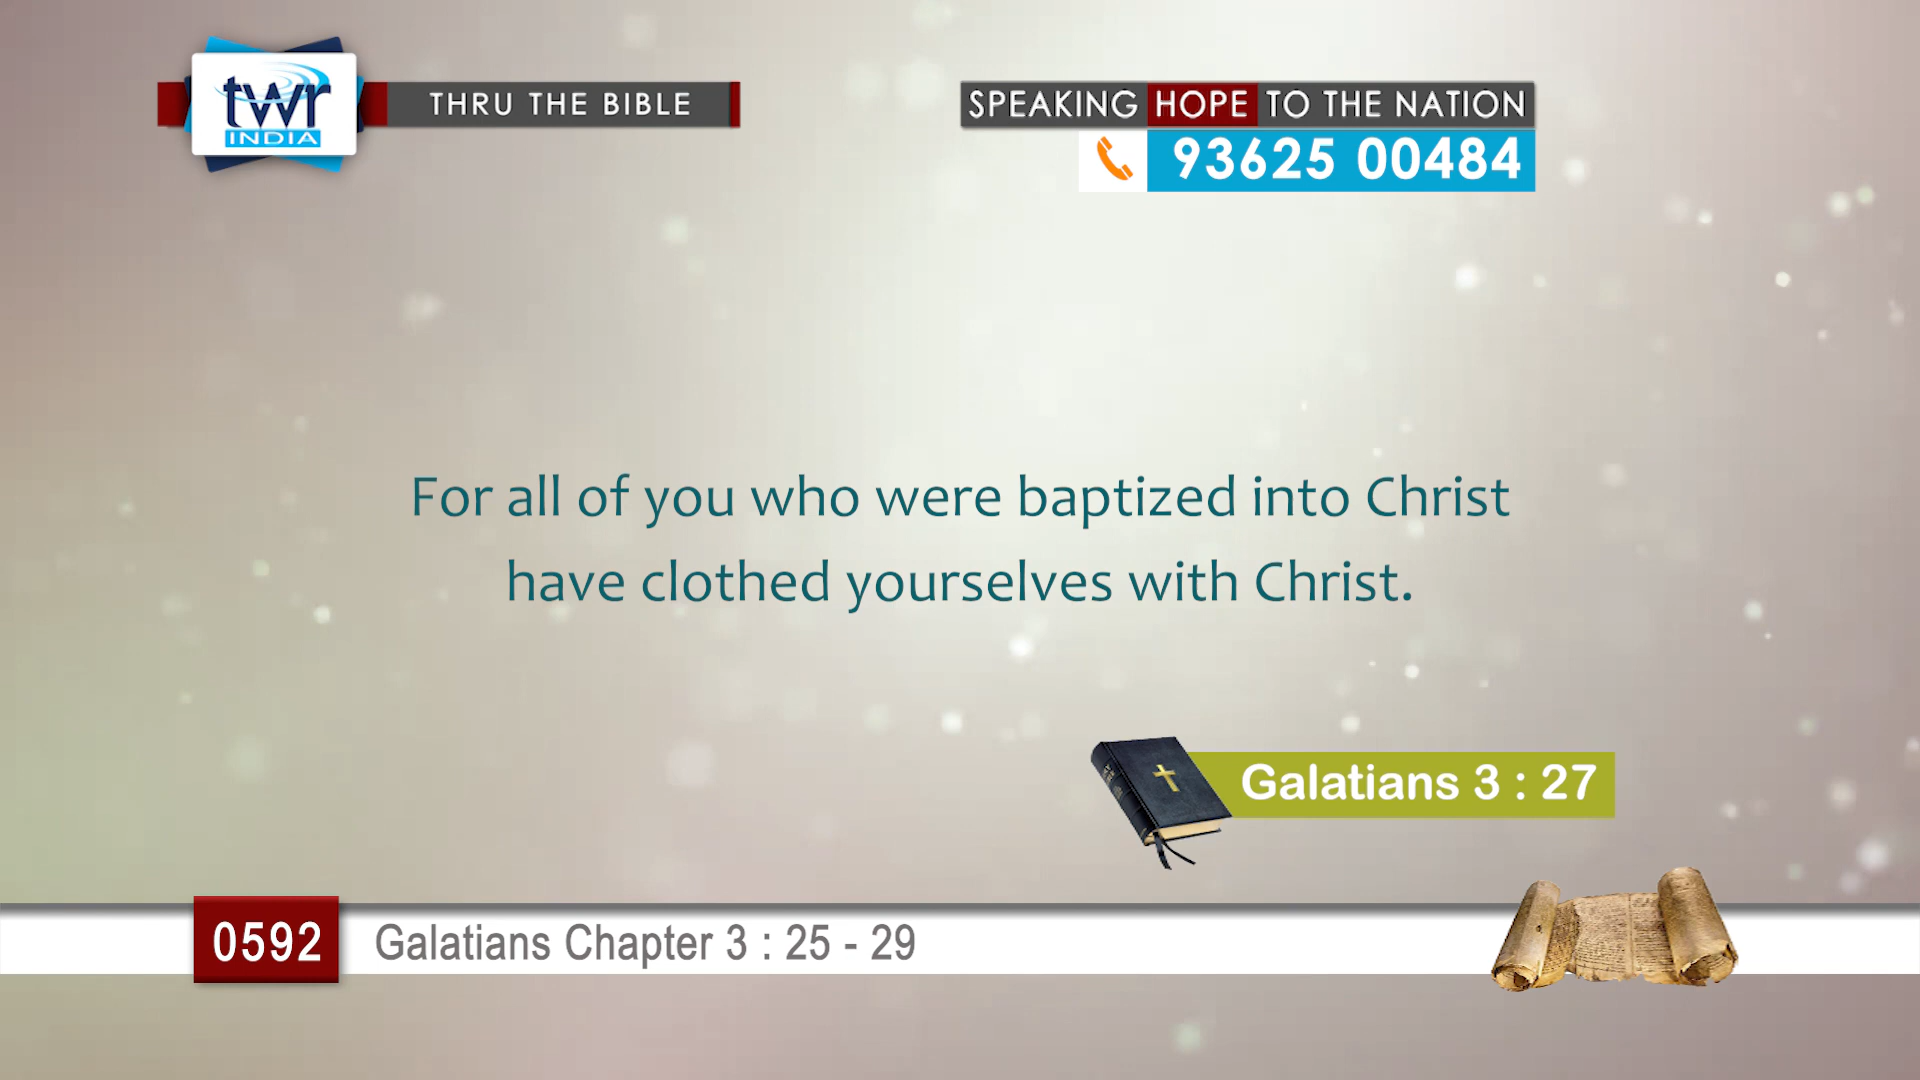 twr
INDIA
THRU THE BIBLE
SPEAKING HOPE TO THE NATION
93625 00484
For all of you who were baptized into Christ
have clothed yourselves with Christ.
Galatians 3 : 27
0592
Galatians Chapter 3 : 25 - 29